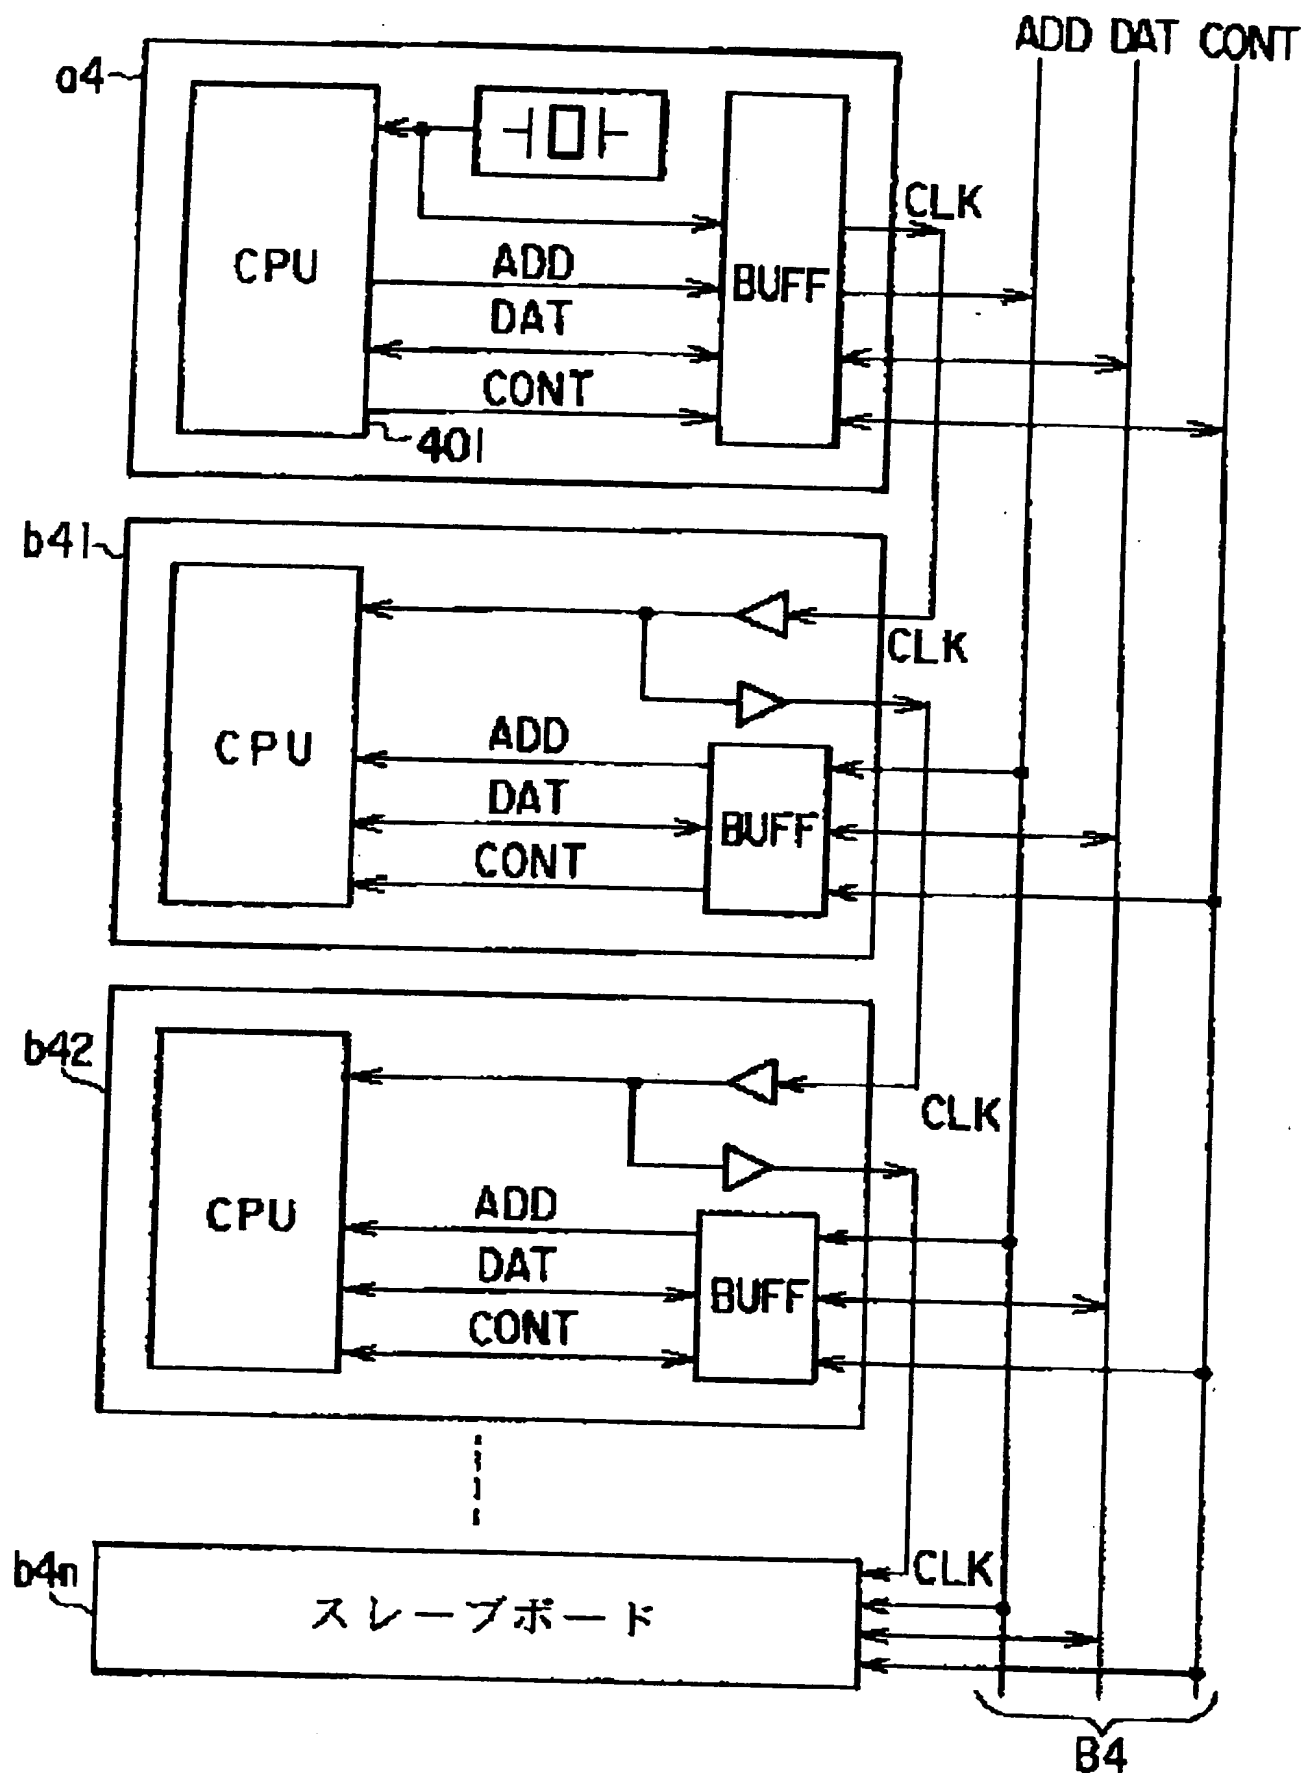 ADD DAT CONT
a4
CLK
CPU
ADD
BUFF
DAT
CONT
401
b41
CLK
ADD
CPU
DAT
BUFF
CONT
b42
CLK
ADD
CPU
DAT
BUFF
CONT
b4n
CLK
スレーブボード
B4